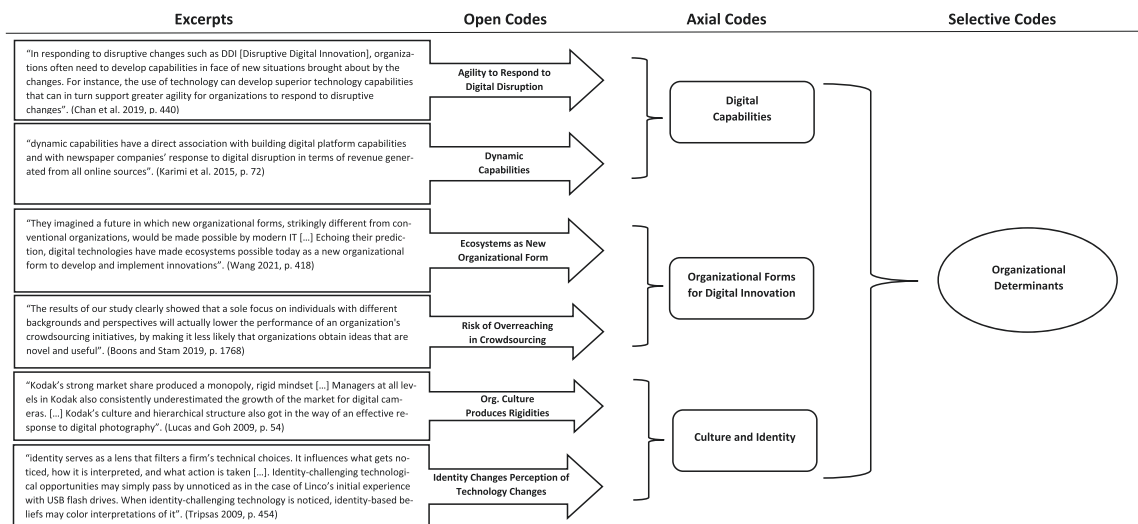 Excerpts
Open Codes
Axial Codes
Selective Codes
“In responding to disruptive changes such as DDI [Disruptive Digital Innovation], organiza-
tions often need to develop capabilities in face of new situations brought about by the
changes. For instance, the use of technology can develop superior technology capabilities
that can in turn support greater agility for organizations to respond to disruptive
changes”. (Chan et al. 2019, p. 440)
Agility to Respond to
Digital Disruption
“dynamic capabilities have a direct association with building digital platform capabilities
and with newspaper companies’ response to digital disruption in terms of revenue gener-
ated from all online sources”. (Karimi et al. 2015, p. 72)
Dynamic
Capabilities
Digital
Capabilities
“They imagined a future in which new organizational forms, strikingly different from con-
ventional organizations, would be made possible by modern IT [...] Echoing their predic-
tion, digital technologies have made ecosystems possible today as a new organizational
form to develop and implement innovations”. (Wang 2021, p. 418)
Ecosystems as New
Organizational Form
“The results of our study clearly showed that a sole focus on individuals with different
backgrounds and perspectives will actually lower the performance of an organization's
crowdsourcing initiatives, by making it less likely that organizations obtain ideas that are
novel and useful”. (Boons and Stam 2019, p. 1768)
Risk of Overreaching
in Crowdsourcing
Organizational Forms
for Digital Innovation
“Kodak’s strong market share produced a monopoly, rigid mindset [...] Managers at all lev-
els in Kodak also consistently underestimated the growth of the market for digital cam-
eras. [...] Kodak’s culture and hierarchical structure also got in the way of an effective re-
sponse to digital photography”. (Lucas and Goh 2009, p. 54)
Org. Culture
Produces Rigidities
“identity serves as a lens that filters a firm’s technical choices. It influences what gets no-
ticed, how it is interpreted, and what action is taken [...]. Identity-challenging technologi-
cal opportunities may simply pass by unnoticed as in the case of Linco’s initial experience
with USB flash drives. When identity-challenging technology is noticed, identity-based be-
liefs may color interpretations of it”. (Tripsas 2009, p. 454)
Identity Changes Perception of
Technology Changes
Culture and Identity
Organizational
Determinants